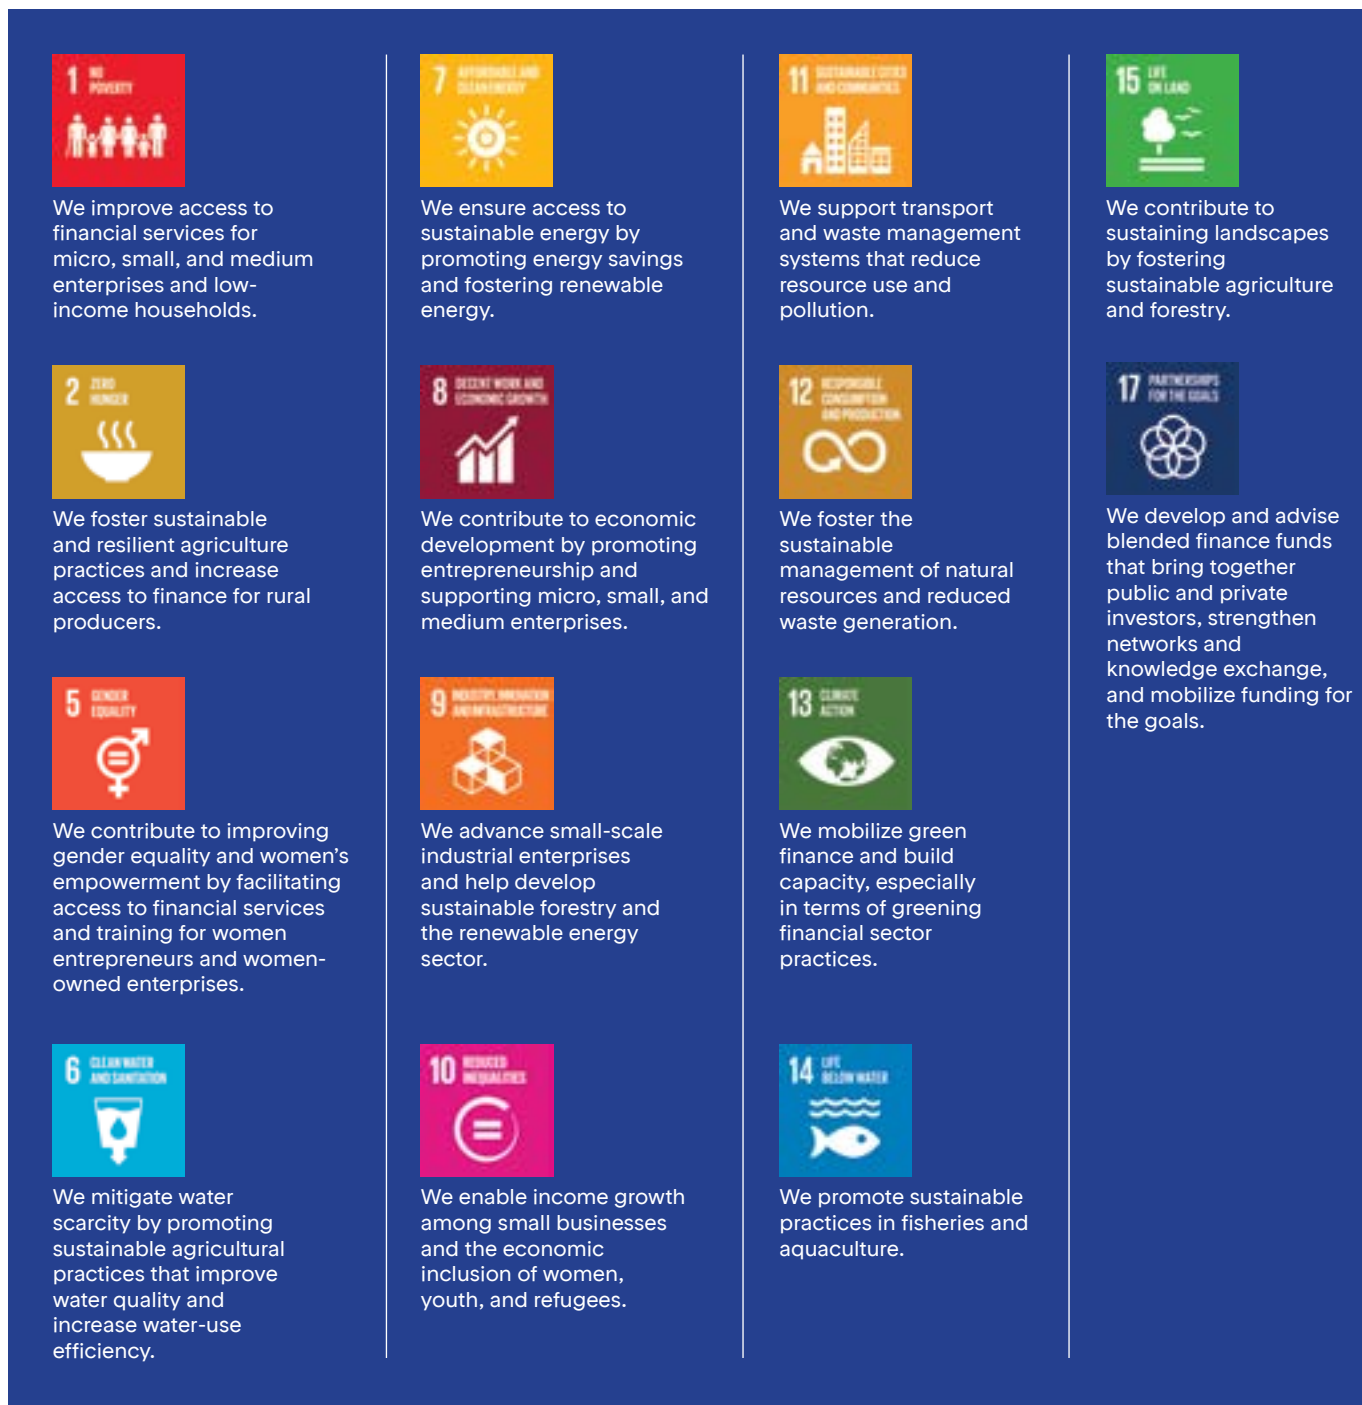 1 NO
POVERTY
We improve access to
financial services for
micro, small, and medium
enterprises and low-
income households.
2 ZERO
HUNGER
We foster sustainable
and resilient agriculture
practices and increase
access to finance for rural
producers.
5 GENDER
EQUALITY
We contribute to improving
gender equality and women's
empowerment by facilitating
access to financial services
and training for women
entrepreneurs and women-
owned enterprises.
6 CLEAN WATER
AND SANITATION
We mitigate water
scarcity by promoting
sustainable agricultural
practices that improve
water quality and
increase water-use
efficiency.
7 AFFORDABLE AND
CLEAN ENERGY
We ensure access to
sustainable energy by
promoting energy savings
and fostering renewable
energy.
8 DECENT WORK AND
ECONOMIC GROWTH
We contribute to economic
development by promoting
entrepreneurship and
supporting micro, small, and
medium enterprises.
9 INDUSTRY, INNOVATION
AND INFRASTRUCTURE
We advance small-scale
industrial enterprises
and help develop
sustainable forestry and
the renewable energy
sector.
10 REDUCED
INEQUALITIES
We enable income growth
among small businesses
and the economic
inclusion of women,
youth, and refugees.
11 SUSTAINABLE CITIES
AND COMMUNITIES
We support transport
and waste management
systems that reduce
resource use and
pollution.
12 RESPONSIBLE
CONSUMPTION
AND PRODUCTION
We foster the
sustainable
management of natural
resources and reduced
waste generation.
13 CLIMATE
ACTION
We mobilize green
finance and build
capacity, especially
in terms of greening
financial sector
practices.
14 LIFE
BELOW WATER
We promote sustainable
practices in fisheries and
aquaculture.
15 LIFE
ON LAND
We contribute to
sustaining landscapes
by fostering
sustainable agriculture
and forestry.
17 PARTNERSHIPS
FOR THE GOALS
We develop and advise
blended finance funds
that bring together
public and private
investors, strengthen
networks and
knowledge exchange,
and mobilize funding for
the goals.